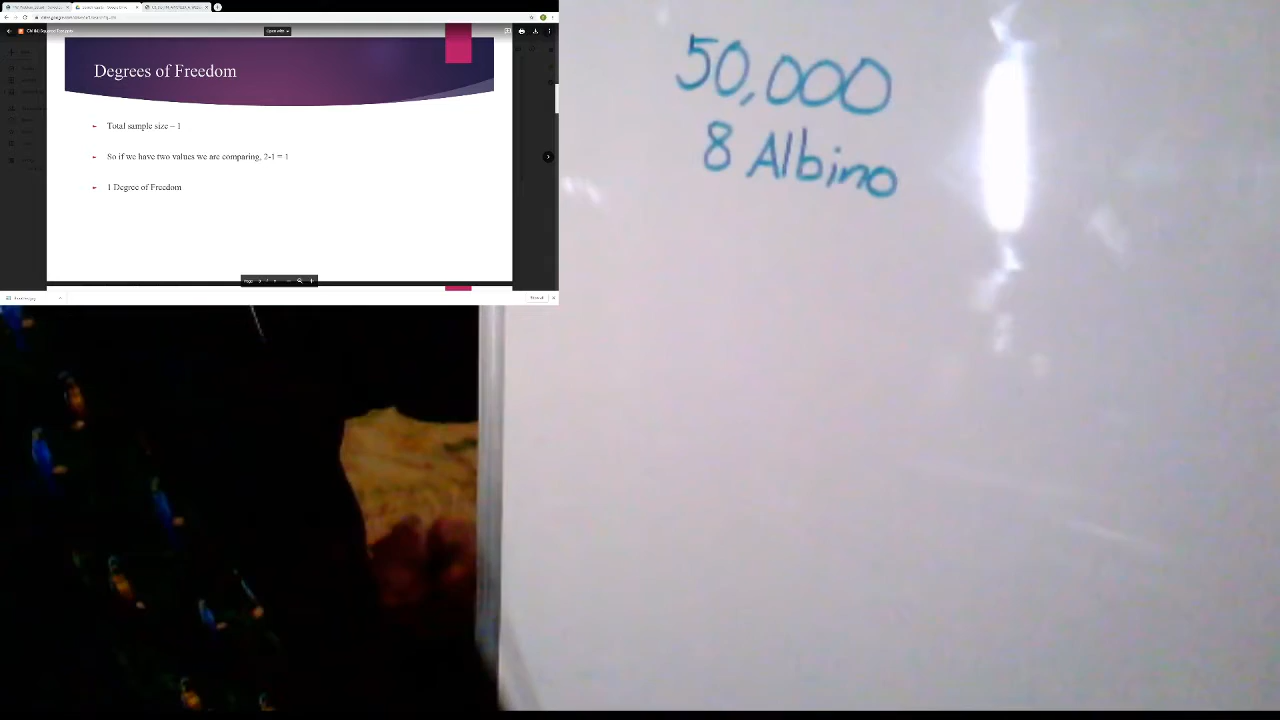 Degrees of Freedom
Total sample size – 1
So if we have two values we are comparing, 2-1 = 1
1 Degree of Freedom
50,000
8 Albino